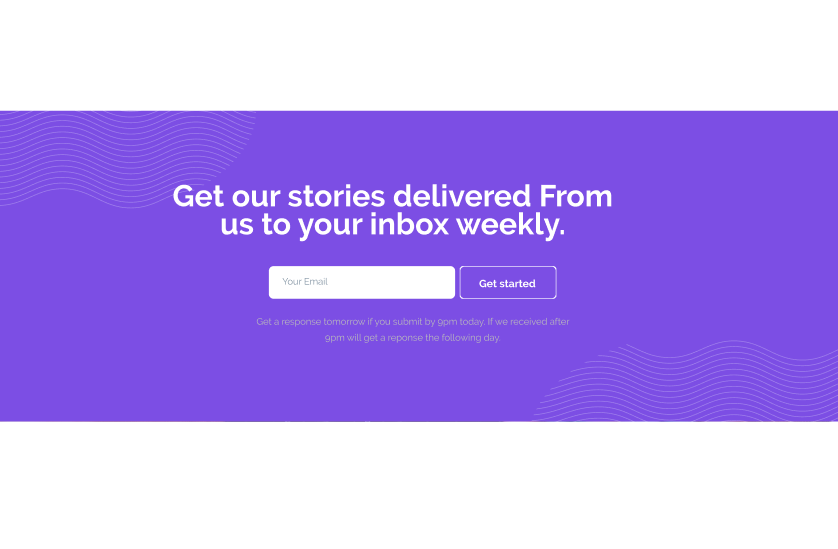 Get our stories delivered From
us to your inbox weekly.
Your Email
Get started
Get a response tomorrow if you submit by 9pm today. If we received after
9pm will get a reponse the following day.